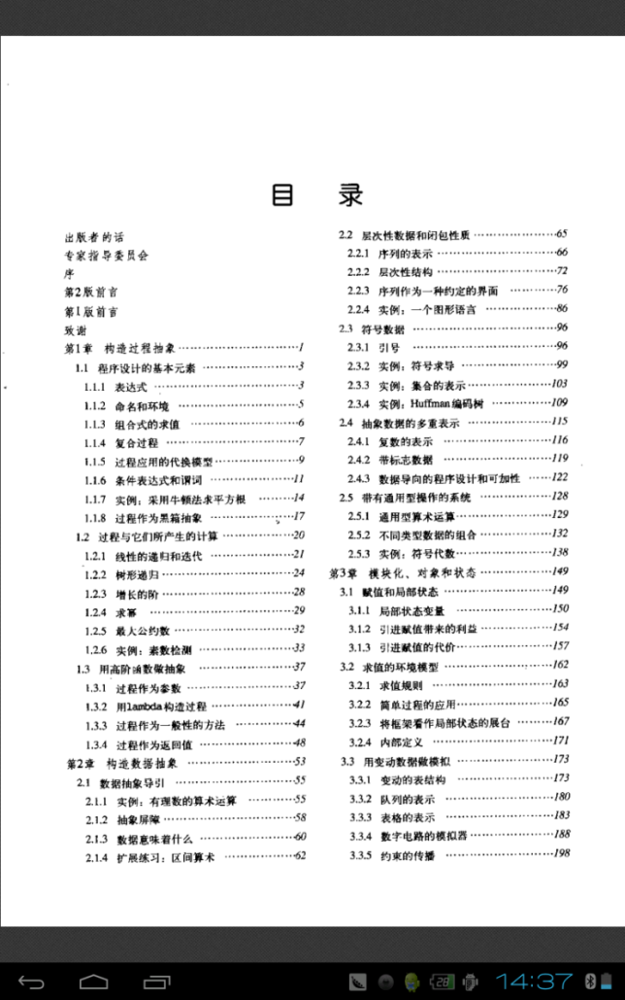 目 录
出版者的话
专家指导委员会
序
第2版前言
第1版前言
致谢
第1章 构造过程抽象 ……………………………1
1.1 程序设计的基本元素 ………………………3
1.1.1 表达式 …………………………………3
1.1.2 命名和环境 ……………………………5
1.1.3 组合式的求值 …………………………6
1.1.4 复合过程 ………………………………7
1.1.5 过程应用的代换模型 …………………9
1.1.6 条件表达式和谓词 ……………………11
1.1.7 实例：采用牛顿法求平方根 …………14
1.1.8 过程作为黑箱抽象 ……………………17
1.2 过程与它们所产生的计算 …………………20
1.2.1 线性的递归和迭代 ……………………21
1.2.2 树形递归 ………………………………24
1.2.3 增长的阶 ………………………………28
1.2.4 求幂 ……………………………………29
1.2.5 最大公约数 ……………………………32
1.2.6 实例：素数检测 ………………………33
1.3 用高阶函数做抽象 …………………………37
1.3.1 过程作为参数 …………………………37
1.3.2 用lambda构造过程 ……………………41
1.3.3 过程作为一般性的方法 ………………44
1.3.4 过程作为返回值 ………………………48
第2章 构造数据抽象 ……………………………53
2.1 数据抽象导引 ………………………………55
2.1.1 实例：有理数的算术运算 ……………55
2.1.2 抽象屏障 ………………………………58
2.1.3 数据意味着什么 ………………………60
2.1.4 扩展练习：区间算术 …………………62
2.2 层次性数据和闭包性质 ……………………65
2.2.1 序列的表示 ……………………………66
2.2.2 层次性结构 ……………………………72
2.2.3 序列作为一种约定的界面 ……………76
2.2.4 实例：一个图形语言 …………………86
2.3 符号数据 ……………………………………96
2.3.1 引号 ……………………………………96
2.3.2 实例：符号求导 ………………………99
2.3.3 实例：集合的表示 ……………………103
2.3.4 实例：Huffman编码树 ………………109
2.4 抽象数据的多重表示 ………………………115
2.4.1 复数的表示 ……………………………116
2.4.2 带标志数据 ……………………………119
2.4.3 数据导向的程序设计和可加性 ………122
2.5 带有通用型操作的系统 ……………………128
2.5.1 通用型算术运算 ………………………129
2.5.2 不同类型数据的组合 …………………132
2.5.3 实例：符号代数 ………………………138
第3章 模块化、对象和状态 ……………………149
3.1 赋值和局部状态 ……………………………149
3.1.1 局部状态变量 …………………………150
3.1.2 引进赋值带来的利益 …………………154
3.1.3 引进赋值的代价 ………………………157
3.2 求值的环境模型 ……………………………162
3.2.1 求值规则 ………………………………163
3.2.2 简单过程的应用 ………………………165
3.2.3 将框架看作局部状态的展台 …………167
3.2.4 内部定义 ………………………………171
3.3 用变动数据做模拟 …………………………173
3.3.1 变动的表结构 …………………………173
3.3.2 队列的表示 ……………………………180
3.3.3 表格的表示 ……………………………183
3.3.4 数字电路的模拟器 ……………………188
3.3.5 约束的传播 ……………………………198
28
14:37